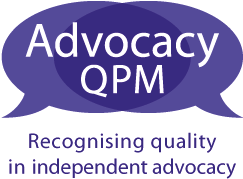 Advocacy
QPM
Recognising quality
in independent advocacy